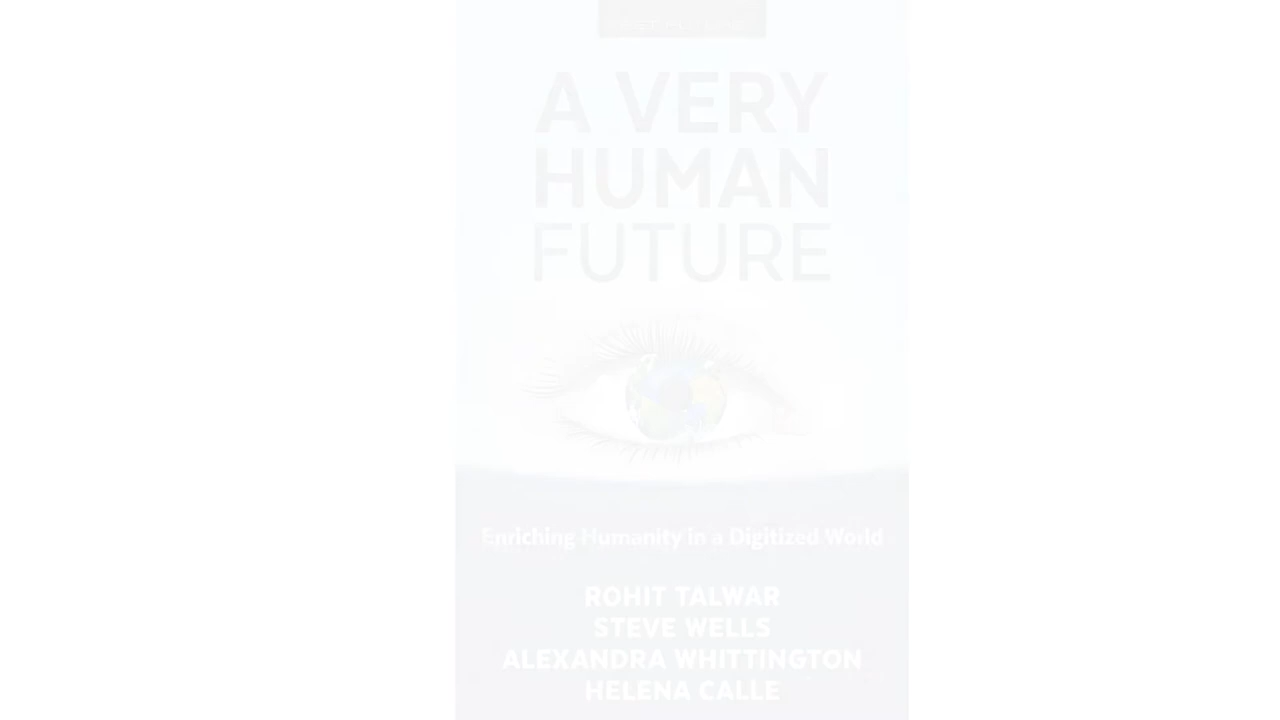 A VERY
HUMAN
FUTURE
Enriching Humanity in a Digitized World
ROHIT TALWAR
STEVE WELLS
ALEXANDRA WHITTINGTON
HELENA CALLE